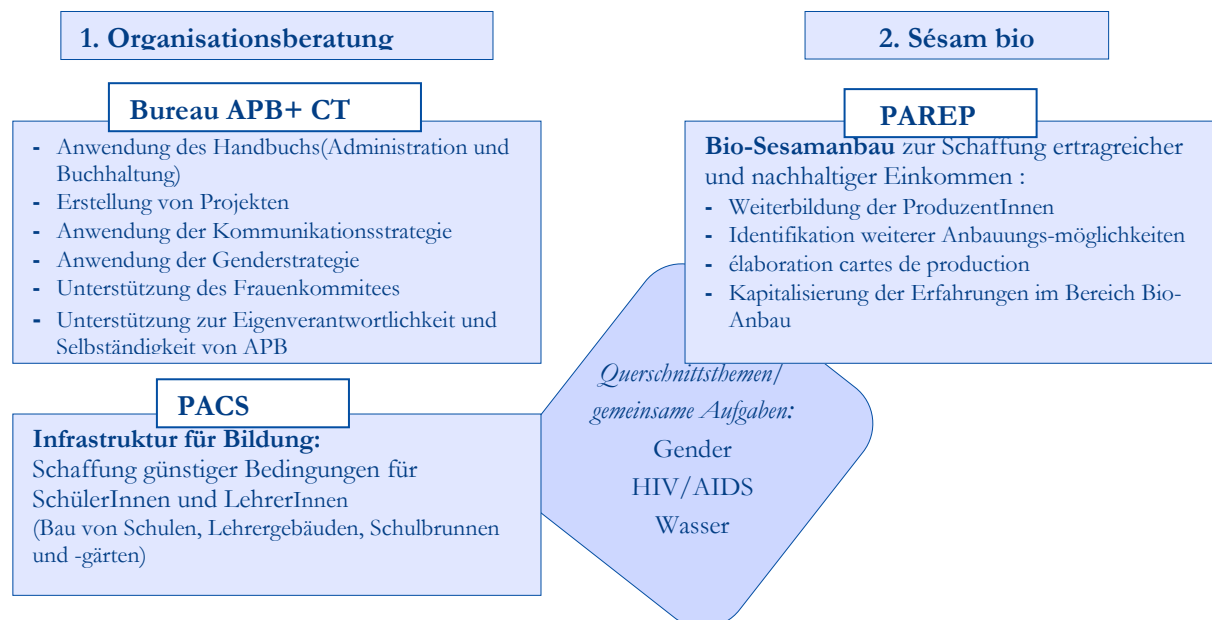 1. Organisationsberatung
Bureau APB+ CT
- Anwendung des Handbuchs(Administration und
Buchhaltung)
- Erstellung von Projekten
- Anwendung der Kommunikationsstrategie
- Anwendung der Genderstrategie
- Unterstützung des Frauenkommitees
- Unterstützung zur Eigenverantwortlichkeit und
Selbständigkeit von APB
PACS
Infrastruktur für Bildung:
Schaffung günstiger Bedingungen für
SchülerInnen und LehrerInnen
(Bau von Schulen, Lehrergebäuden, Schulbrunnen
und -gärten)
2. Sésam bio
PAREP
Bio-Sesamanbau zur Schaffung ertragreicher
und nachhaltiger Einkommen :
- Weiterbildung der ProduzentInnen
- Identifikation weiterer Anbauungs-möglichkeiten
- élaboration cartes de production
- Kapitalisierung der Erfahrungen im Bereich Bio-
Anbau
Querschnittsthemen/
gemeinsame Aufgaben:
Gender
HIV/AIDS
Wasser